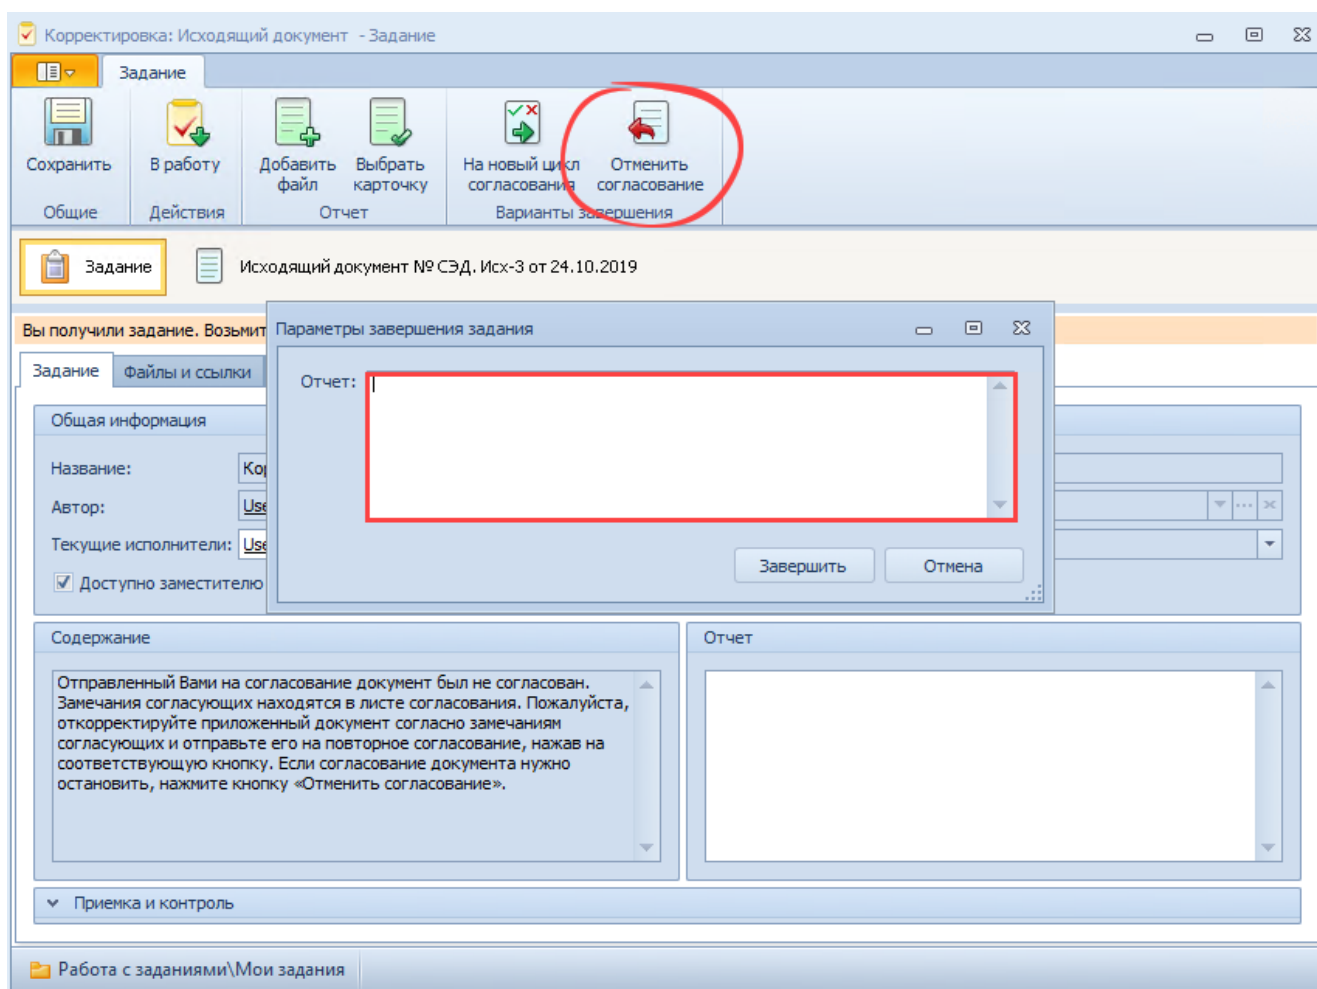 Корректировка: Исходящий документ - Задание
Задание
Сохранить
В работу
Добавить
файл
Выбрать
карточку
На новый цикл
согласования
Отменить
согласование
Общие
Действия
Отчет
Варианты завершения
Задание
Исходящий документ № СЭД. Исх-3 от 24.10.2019
Вы получили задание. Возьмит
Параметры завершения задания
Задание
Файлы и ссылки
Отчет:
Общая информация
Название:
Кор
Автор:
Use
Текущие исполнители:
Use
Доступно заместителю
Завершить
Отмена
Содержание
Отчет
Отправленный Вами на согласование документ был не согласован.
Замечания согласующих находятся в листе согласования. Пожалуйста,
откорректируйте приложенный документ согласно замечаниям
согласующих и отправьте его на повторное согласование, нажав на
соответствующую кнопку. Если согласование документа нужно
остановить, нажмите кнопку «Отменить согласование».
Приемка и контроль
Работа с заданиями\Мои задания